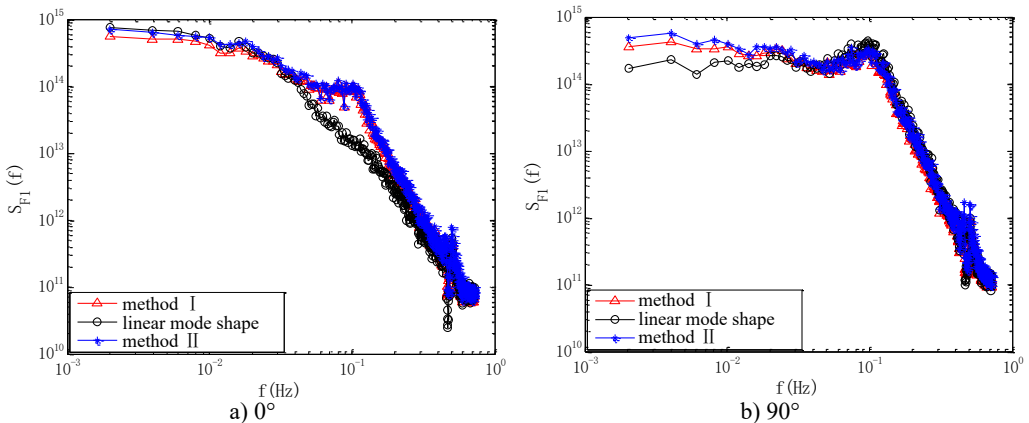 10^15
10^14
10^13
10^12
10^11
10^10
S_F1(f)
method Ⅰ
linear mode shape
method Ⅱ
10^-3
10^-2
10^-1
10^0
f(Hz)
a) 0°
10^15
10^14
10^13
10^12
10^11
10^10
S_F1(f)
method Ⅰ
linear mode shape
method Ⅱ
10^-3
10^-2
10^-1
10^0
f(Hz)
b) 90°